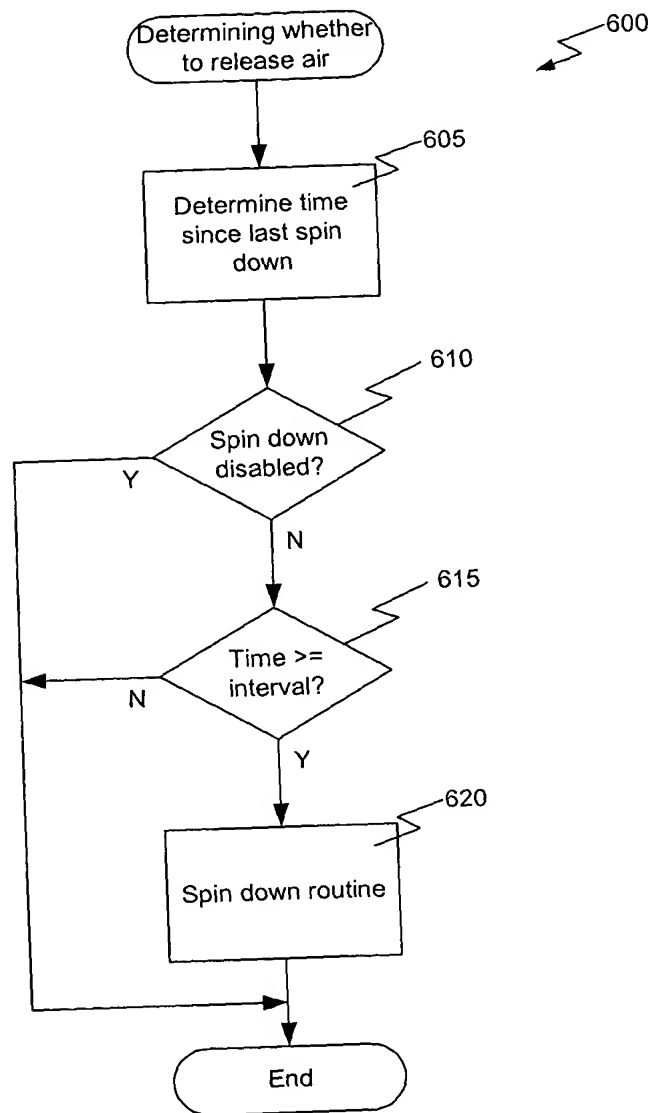 Determining whether
to release air
600
605
Determine time
since last spin
down
610
Spin down
disabled?
Y
N
615
Time >=
interval?
N
Y
620
Spin down routine
End